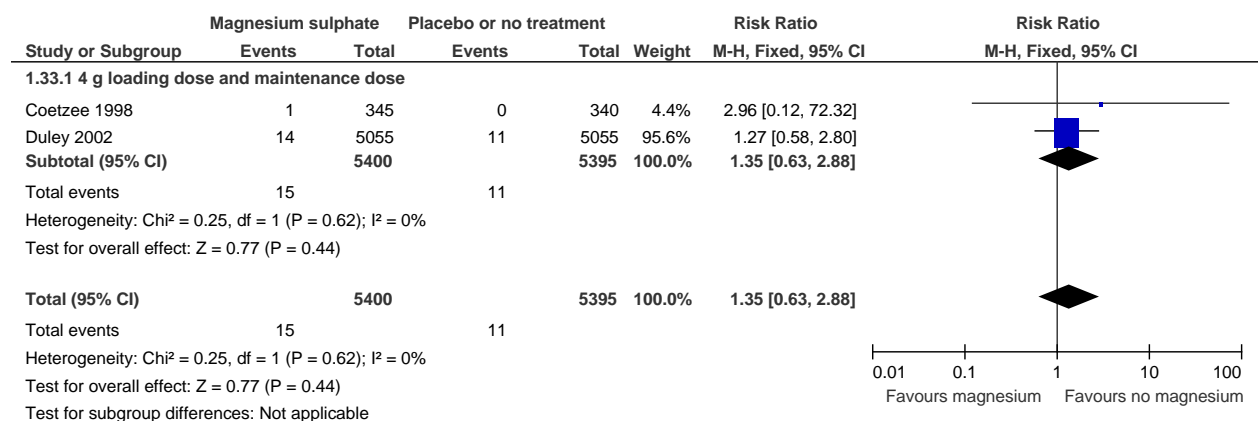 Magnesium sulphate Placebo or no treatment Risk Ratio Risk Ratio
Study or Subgroup Events Total Events Total Weight M-H, Fixed, 95% CI M-H, Fixed, 95% CI
1.33.1 4 g loading dose and maintenance dose
Coetzee 1998 1 345 0 340 4.4% 2.96 [0.12, 72.32]
Duley 2002 14 5055 11 5055 95.6% 1.27 [0.58, 2.80]
Subtotal (95% CI) 5400 5395 100.0% 1.35 [0.63, 2.88]
Total events 15 11
Heterogeneity: Chi² = 0.25, df = 1 (P = 0.62); I² = 0%
Test for overall effect: Z = 0.77 (P = 0.44)
Total (95% CI) 5400 5395 100.0% 1.35 [0.63, 2.88]
Total events 15 11
Heterogeneity: Chi² = 0.25, df = 1 (P = 0.62); I² = 0%
Test for overall effect: Z = 0.77 (P = 0.44)
Test for subgroup differences: Not applicable
0.01 0.1 1 10 100
Favours magnesium Favours no magnesium